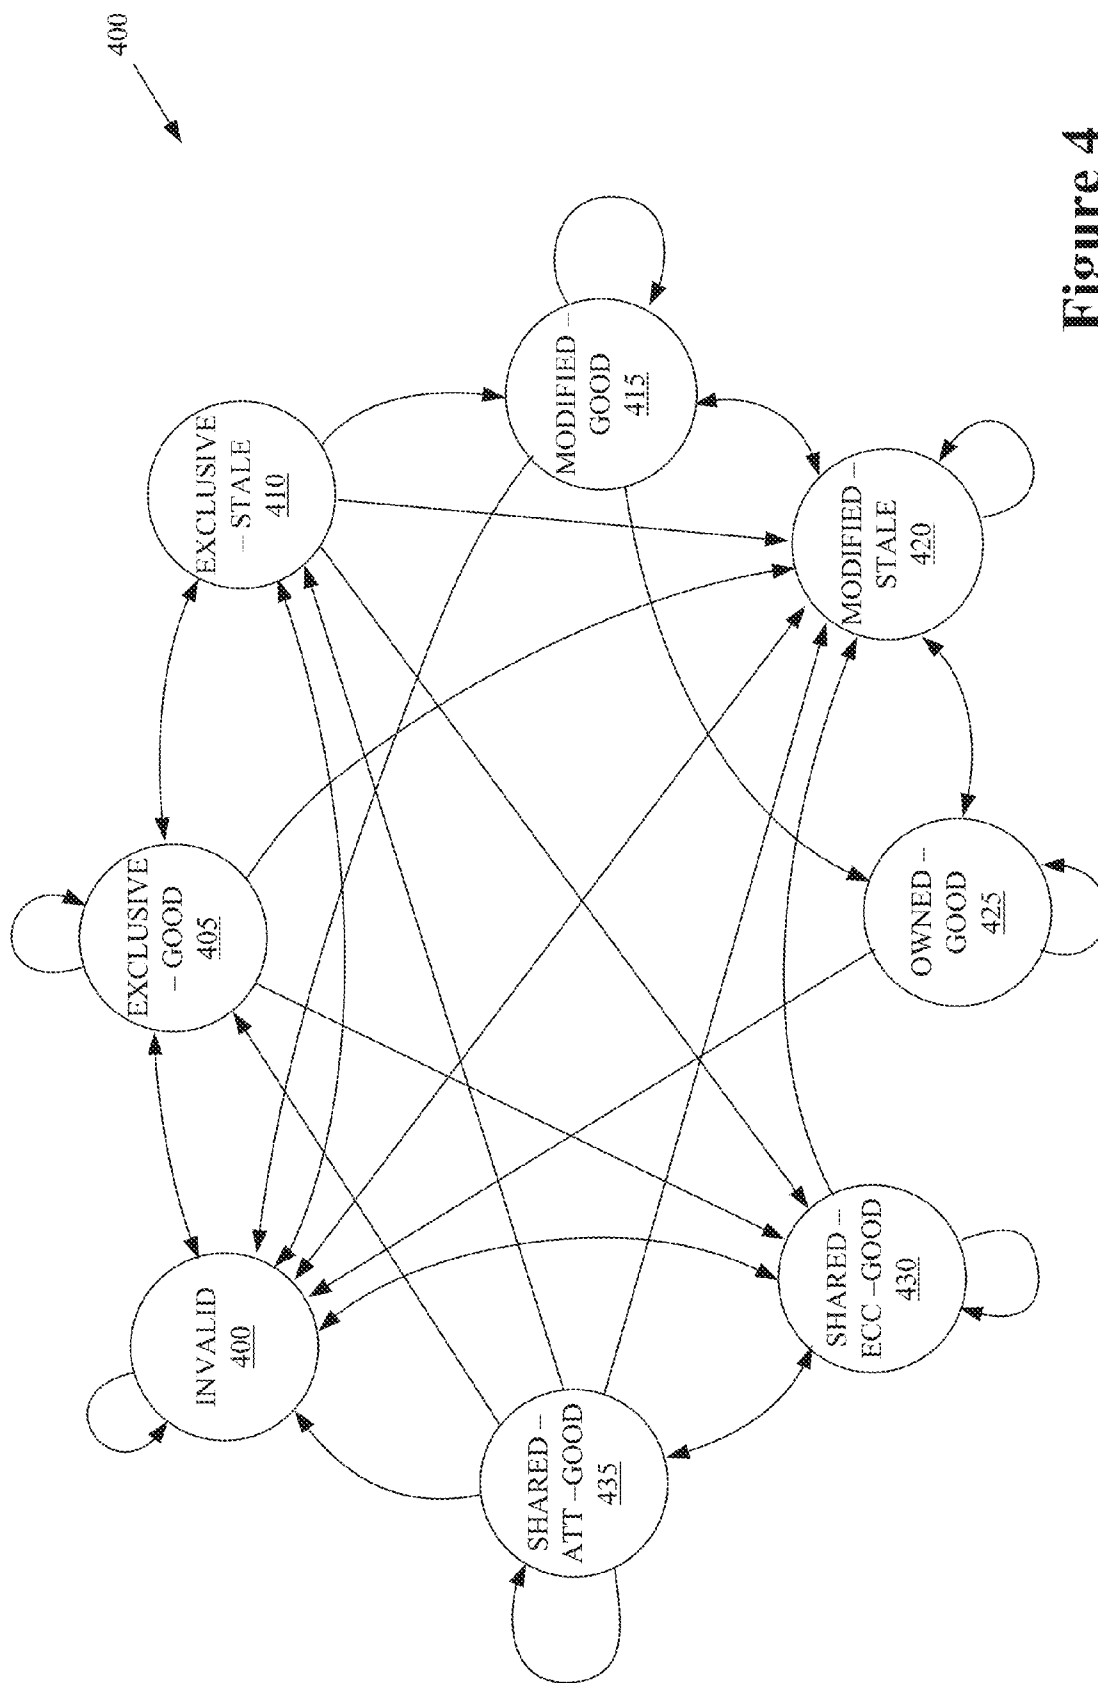 400
INVALID
400
EXCLUSIVE
– GOOD
405
EXCLUSIVE
– STALE
410
SHARED –
ATT –GOOD
435
MODIFIED –
GOOD
415
SHARED –
ECC –GOOD
430
OWNED –
GOOD
425
MODIFIED –
STALE
420
Figure 4